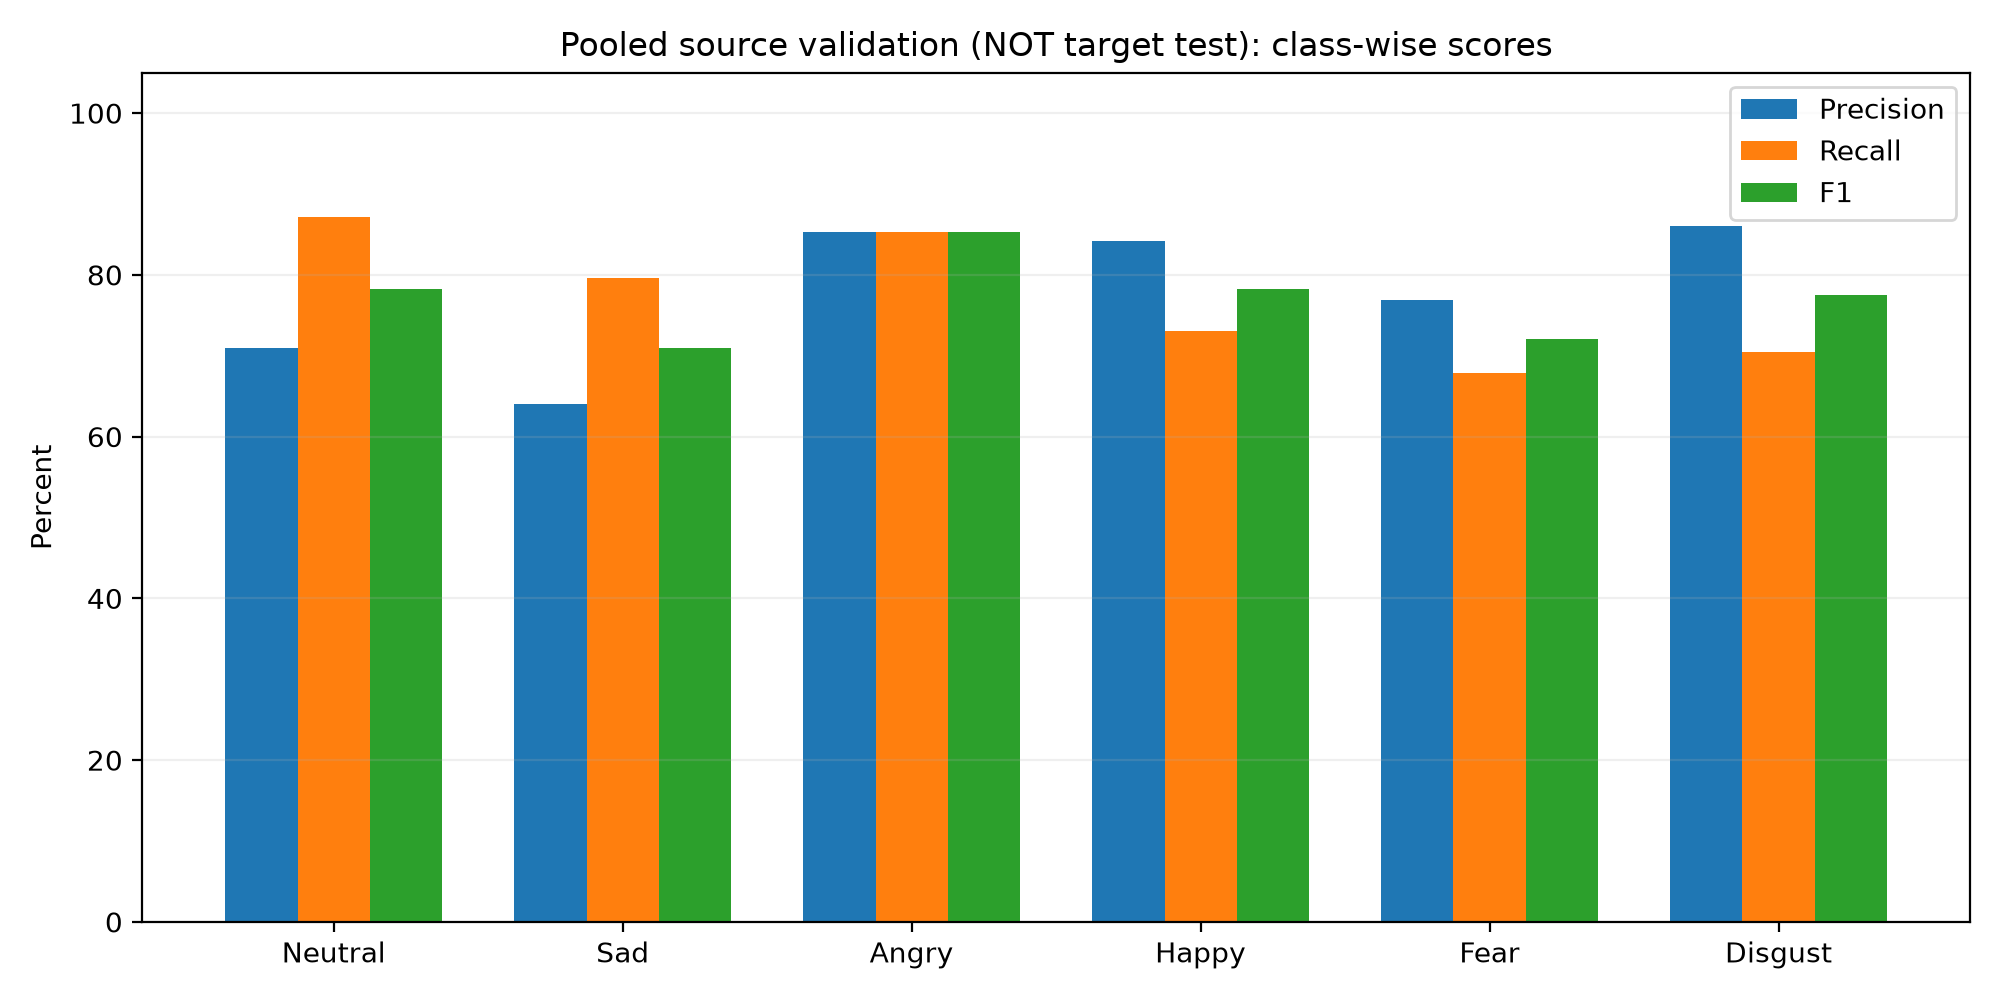 Pooled source validation (NOT target test): class-wise scores
Precision
Recall
F1
Percent
100
80
60
40
20
0
Neutral
Sad
Angry
Happy
Fear
Disgust